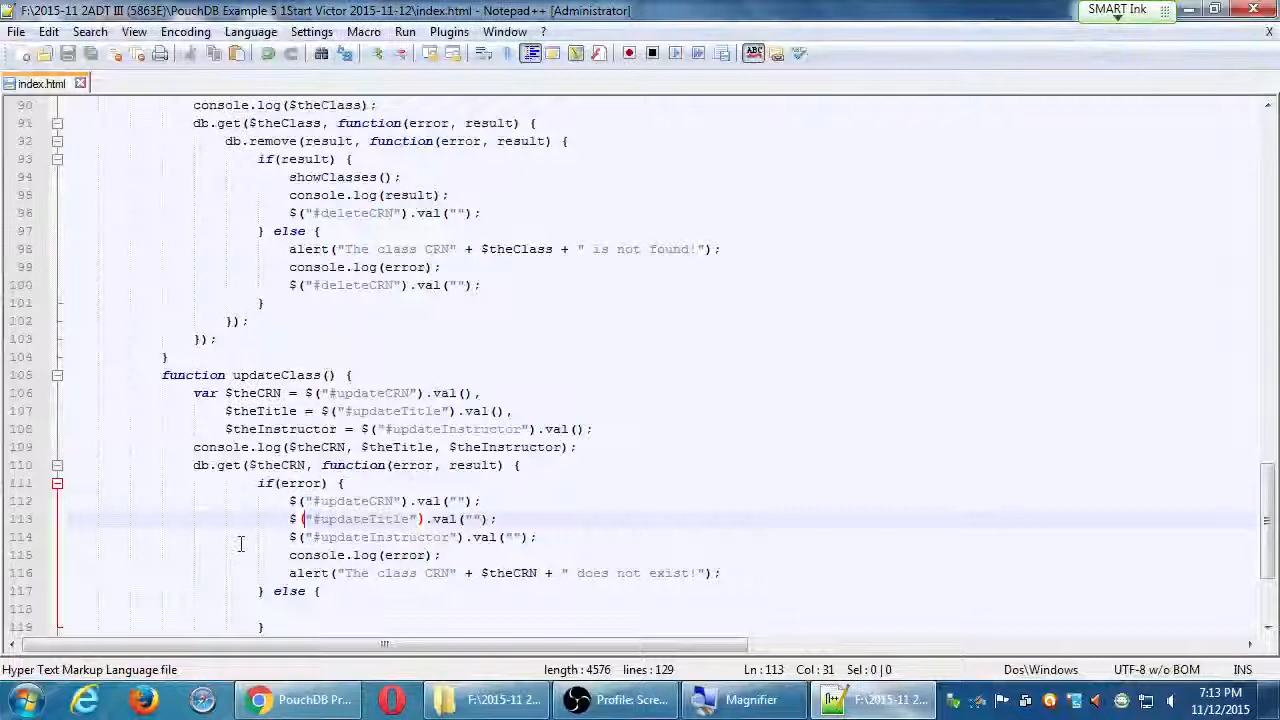 F:\2015-11 2ADT III (5863E)\PouchDB Example 5 1Start Victor 2015-11-12\index.html - Notepad++ [Administrator]
SMART Ink
File Edit Search View Encoding Language Settings Macro Run Plugins Window ? X
ABC
index.html
90 console.log($theClass);
91 db.get($theClass, function(error, result) {
92 db.remove(result, function(error, result) {
93 if(result) {
94 showClasses();
95 console.log(result);
96 $("#deleteCRN").val("");
97 } else {
98 alert("The class CRN" + $theClass + " is not found!");
99 console.log(error);
100 $("#deleteCRN").val("");
101 }
102 });
103 });
104 }
105 function updateClass() {
106 var $theCRN = $("#updateCRN").val(),
107 $theTitle = $("#updateTitle").val(),
108 $theInstructor = $("#updateInstructor").val();
109 console.log($theCRN, $theTitle, $theInstructor);
110 db.get($theCRN, function(error, result) {
111 if(error) {
112 $("#updateCRN").val("");
113 $("#updateTitle").val("");
114 $("#updateInstructor").val("");
115 console.log(error);
116 alert("The class CRN" + $theCRN + " does not exist!");
117 } else {
118
119 }
Hyper Text Markup Language file length : 4576 lines : 129 Ln : 113 Col : 31 Sel : 0 | 0 Dos\Windows UTF-8 w/o BOM INS
PouchDB Pr... F:\2015-11 2... Profile: Scre... Magnifier F:\2015-11 2... 7:13 PM
11/12/2015